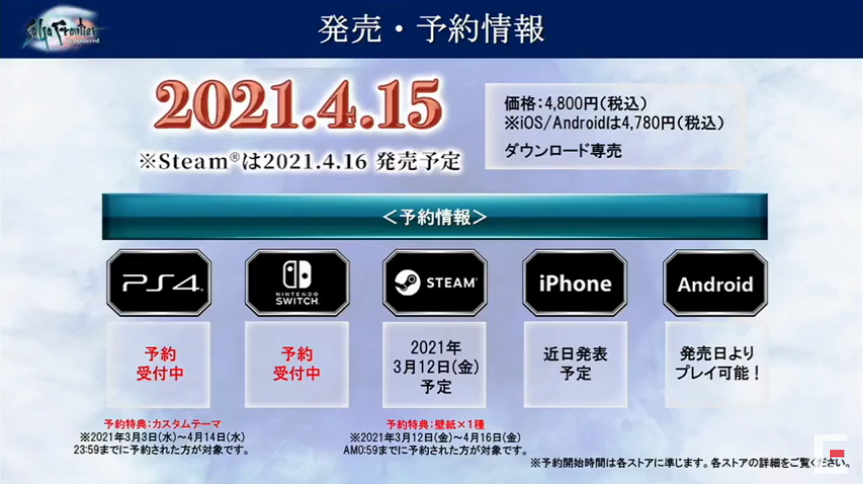 SaGa Frontier
Remastered
発売・予約情報
2021.4.15
※Steam®は2021.4.16 発売予定
価格：4,800円（税込）
※iOS/Androidは4,780円（税込）
ダウンロード専売
＜予約情報＞
PS4
NINTENDO
SWITCH
STEAM
iPhone
Android
予約
受付中
予約
受付中
2021年
3月12日(金)
予定
近日発表
予定
発売日より
プレイ可能！
予約特典：カスタムテーマ
※2021年3月3日(水)～4月14日(水)
23:59までに予約された方が対象です。
予約特典：壁紙×1種
※2021年3月12日(金)～4月16日(金)
AM0:59までに予約された方が対象です。
※予約開始時間は各ストアに準じます。各ストアの詳細をご覧ください。